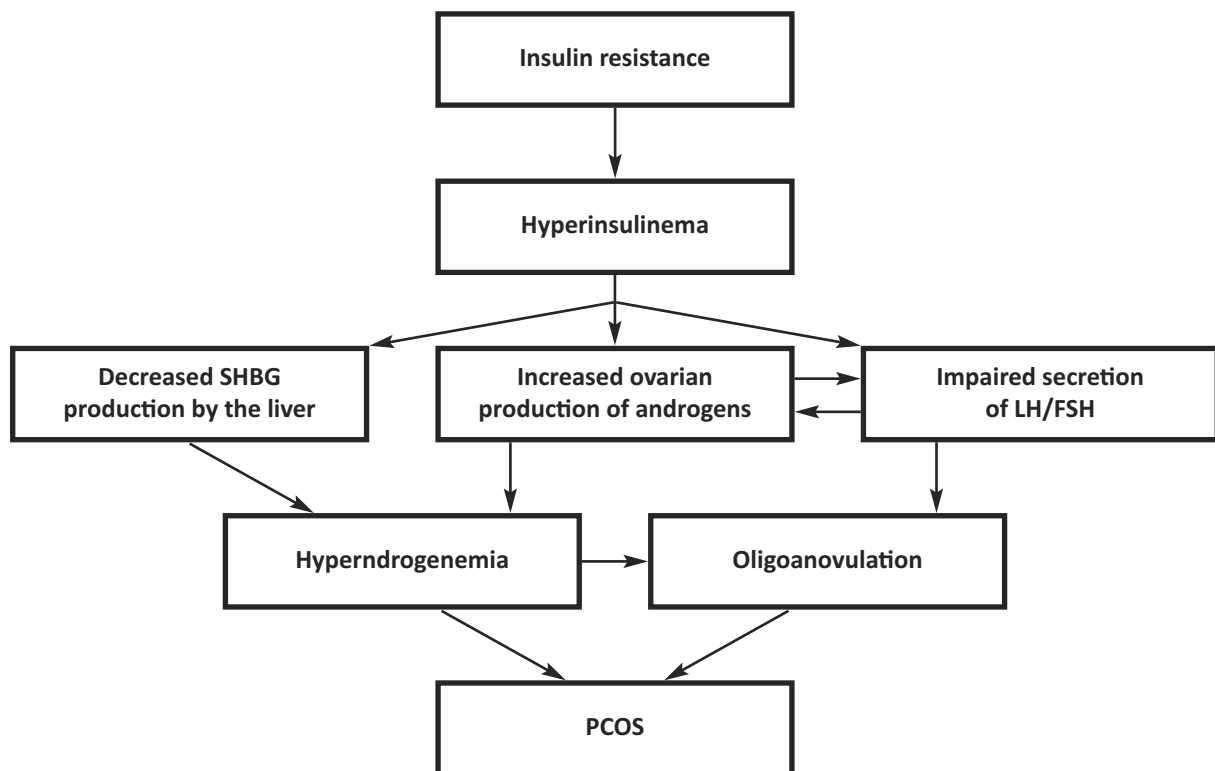 Insulin resistance
Hyperinsulinema
Decreased SHBG
production by the liver
Increased ovarian
production of androgens
Impaired secretion
of LH/FSH
Hyperndrogenemia
Oligoanovulation
PCOS